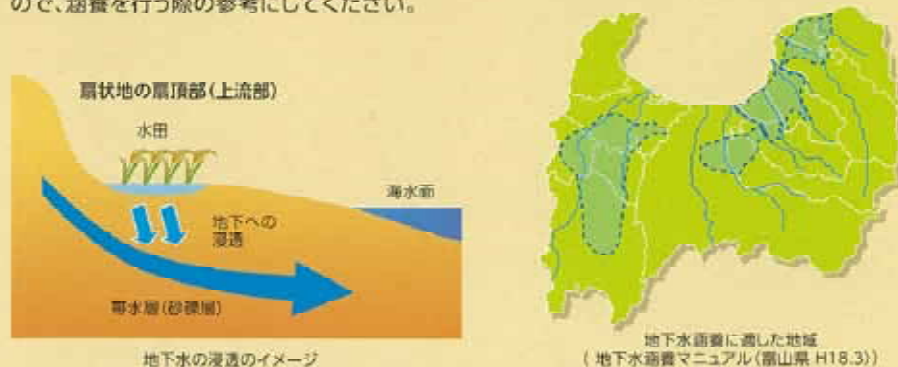 ので、涵養を行う際の参考にしてください。
扇状地の扇頂部(上流部)
水田
海水面
地下への
浸透
帯水層(砂礫層)
地下水の浸透のイメージ
地下水涵養に適した地域
( 地下水涵養マニュアル(富山県 H18.3))